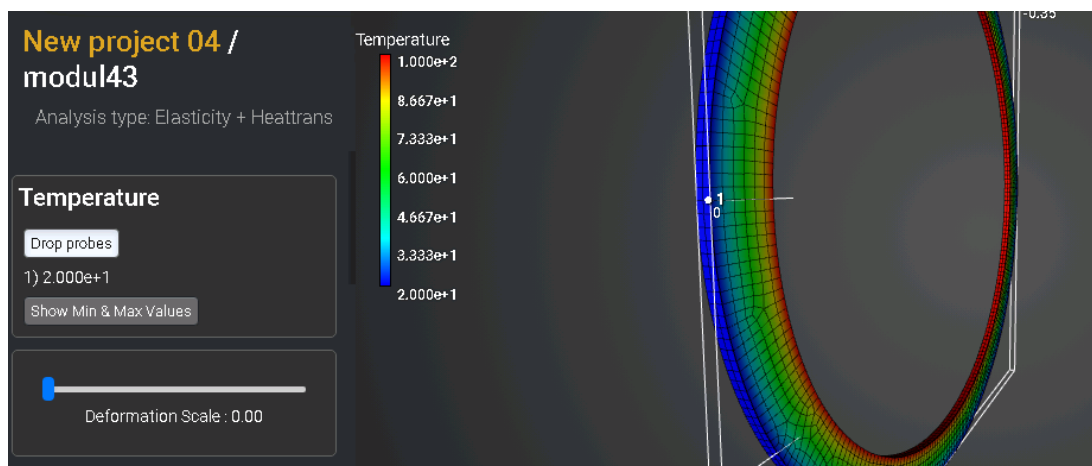 New project 04 /
modul43
Analysis type: Elasticity + Heattrans
Temperature
Drop probes
1) 2.000e+1
Show Min & Max Values
Deformation Scale : 0.00
Temperature
1.000e+2
8.667e+1
7.333e+1
6.000e+1
4.667e+1
3.333e+1
2.000e+1
-0.35
1
0